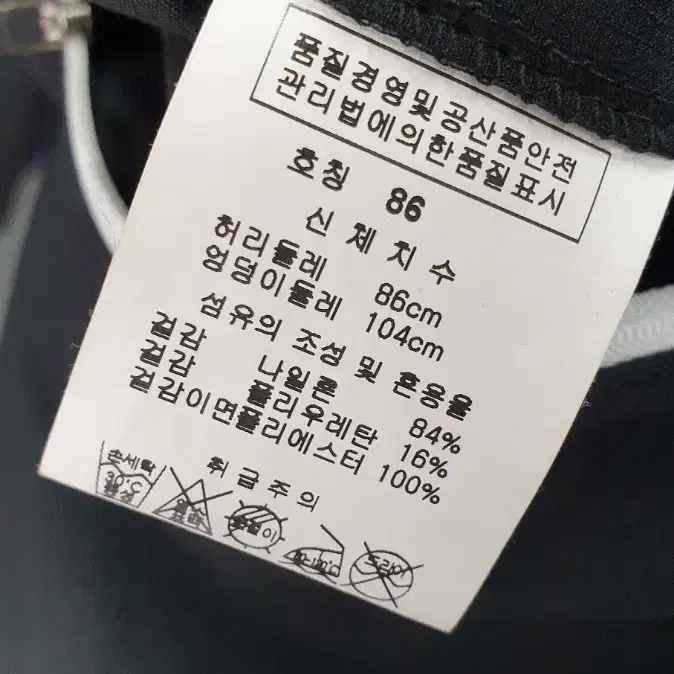 품질경영및공산품안전
관리법에의한품질표시
호칭 86
신체치수
허리둘레 86cm
엉덩이둘레 104cm
섬유의 조성 및 혼용율
겉감 나일론 84%
겉감 폴리우레탄 16%
겉감이면폴리에스터 100%
취급주의
손세탁
30℃
중성
염소
드라이